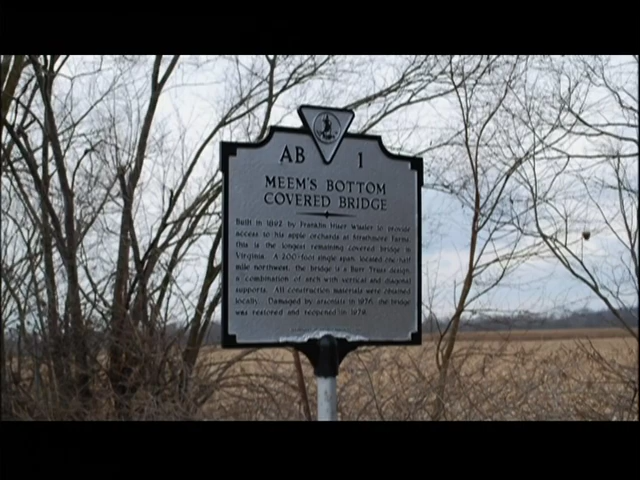 AB 1
MEEM'S BOTTOM
COVERED BRIDGE
Built in 1892 by Franklin Hiser Wissler to provide
access to his apple orchards at Strathmore Farms.
This is the longest remaining covered bridge in
Virginia. A 200-foot single span, located one-half
mile northwest, the bridge is a Burr Truss design,
a combination of arch with vertical and diagonal
supports. All construction materials were obtained
locally. Damaged by arsonists in 1976, the bridge
was restored and reopened in 1979.